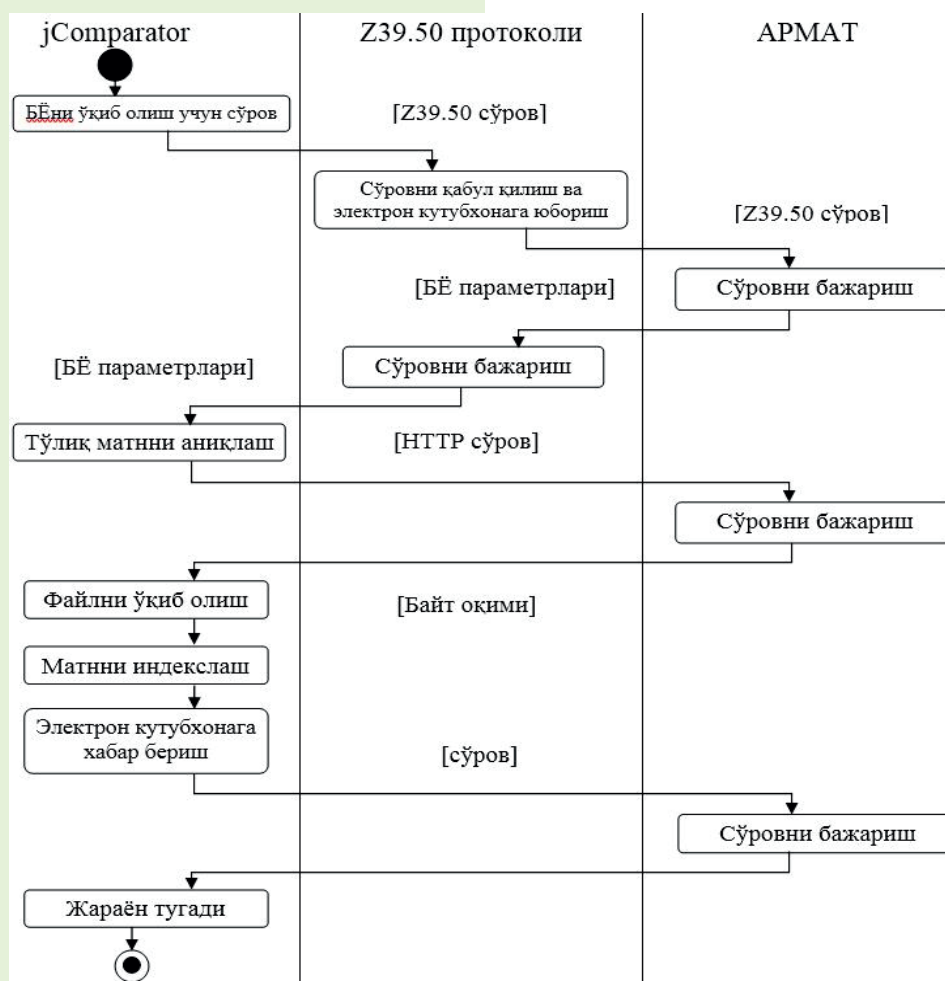 jComparator
Z39.50 протоколи
АРМАТ
БЁни ўқиб олиш учун сўров
[Z39.50 сўров]
Сўровни қабул қилиш ва
электрон кутубхонага юбориш
[Z39.50 сўров]
[БЁ параметрлари]
Сўровни бажариш
[БЁ параметрлари]
Сўровни бажариш
Тўлиқ матнни аниқлаш
[HTTP сўров]
Сўровни бажариш
Файлни ўқиб олиш
[Байт оқими]
Матнни индекслаш
Электрон кутубхонага
хабар бериш
[сўров]
Сўровни бажариш
Жараён тугади